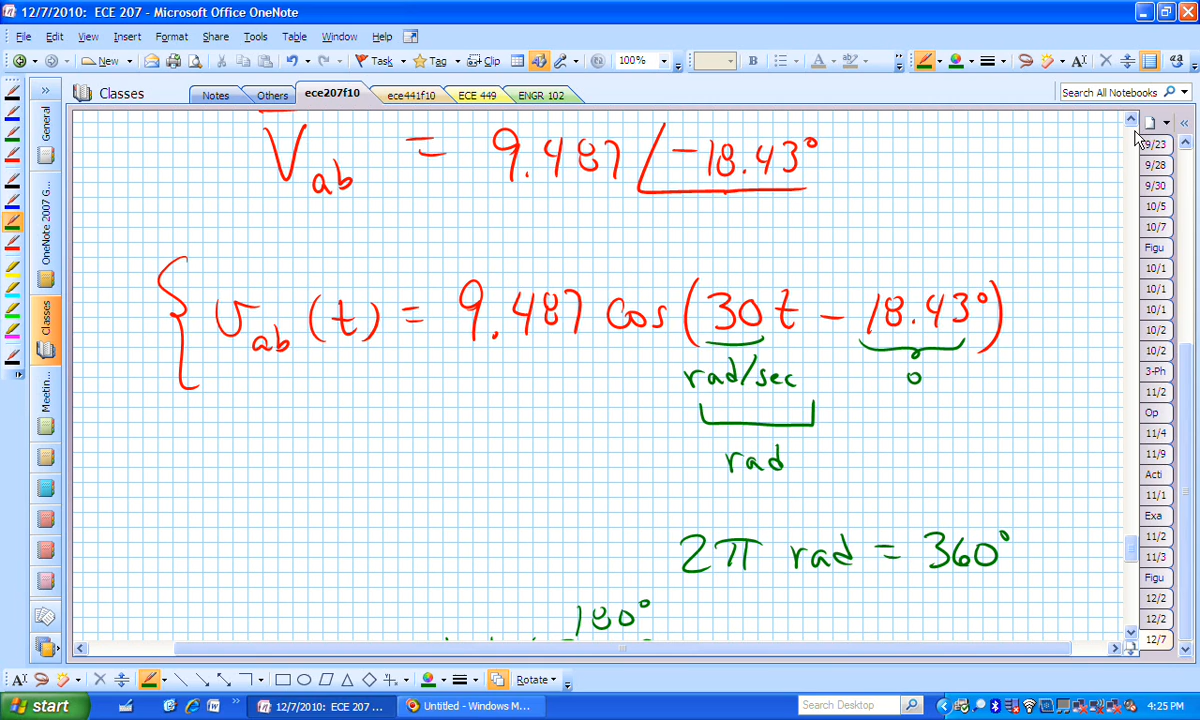 12/7/2010: ECE 207 - Microsoft Office OneNote
File Edit View Insert Format Share Tools Table Window Help
New Task Tag Clip 100% B A ab
Classes Notes Others ece207f10 ece441f10 ECE 449 ENGR 102 Search All Notebooks
General
OneNote 2007 G...
Classes
Meetin...
V ab = 9.487 ∠-18.43°
{ v ab (t) = 9.487 cos (30t - 18.43°)
rad/sec °
rad
2π rad = 360°
180°
9/23
9/28
9/30
10/5
10/7
Figu
10/1
10/1
10/1
10/2
10/2
3-Ph
11/2
Op
11/4
11/9
Acti
11/1
Exa
11/2
11/3
Figu
12/2
12/2
12/7
Rotate
start 12/7/2010: ECE 207 ... Untitled - Windows M... Search Desktop 4:25 PM